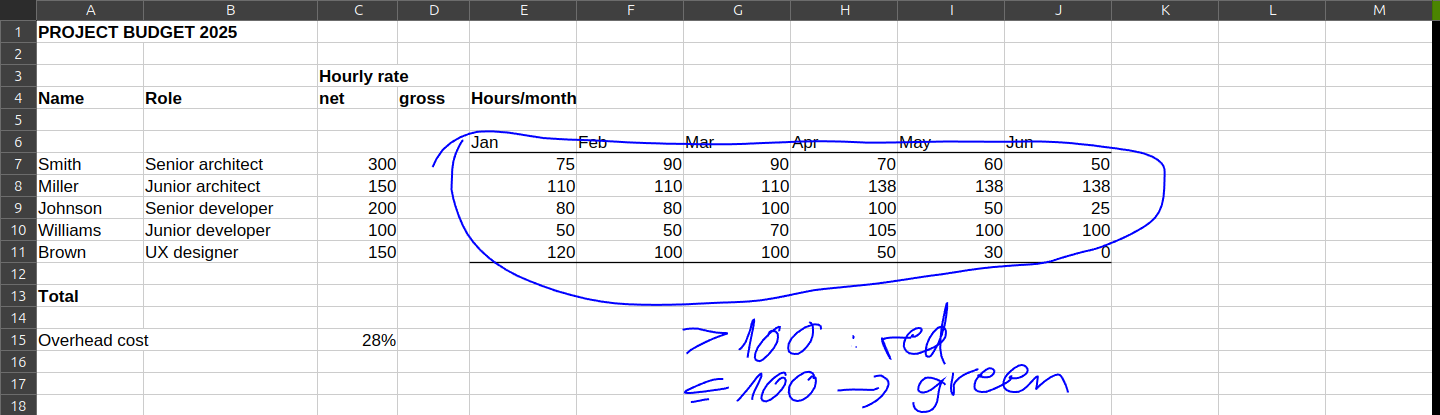 A B C D E F G H I J K L M
1 PROJECT BUDGET 2025
2
3 Hourly rate
4 Name Role net gross Hours/month
5
6 Jan Feb Mar Apr May Jun
7 Smith Senior architect 300 75 90 90 70 60 50
8 Miller Junior architect 150 110 110 110 138 138 138
9 Johnson Senior developer 200 80 80 100 100 50 25
10 Williams Junior developer 100 50 50 70 105 100 100
11 Brown UX designer 150 120 100 100 50 30 0
12
13 Total
14
15 Overhead cost 28%
16
17
18
>100 : red
≤100 ⇒ green